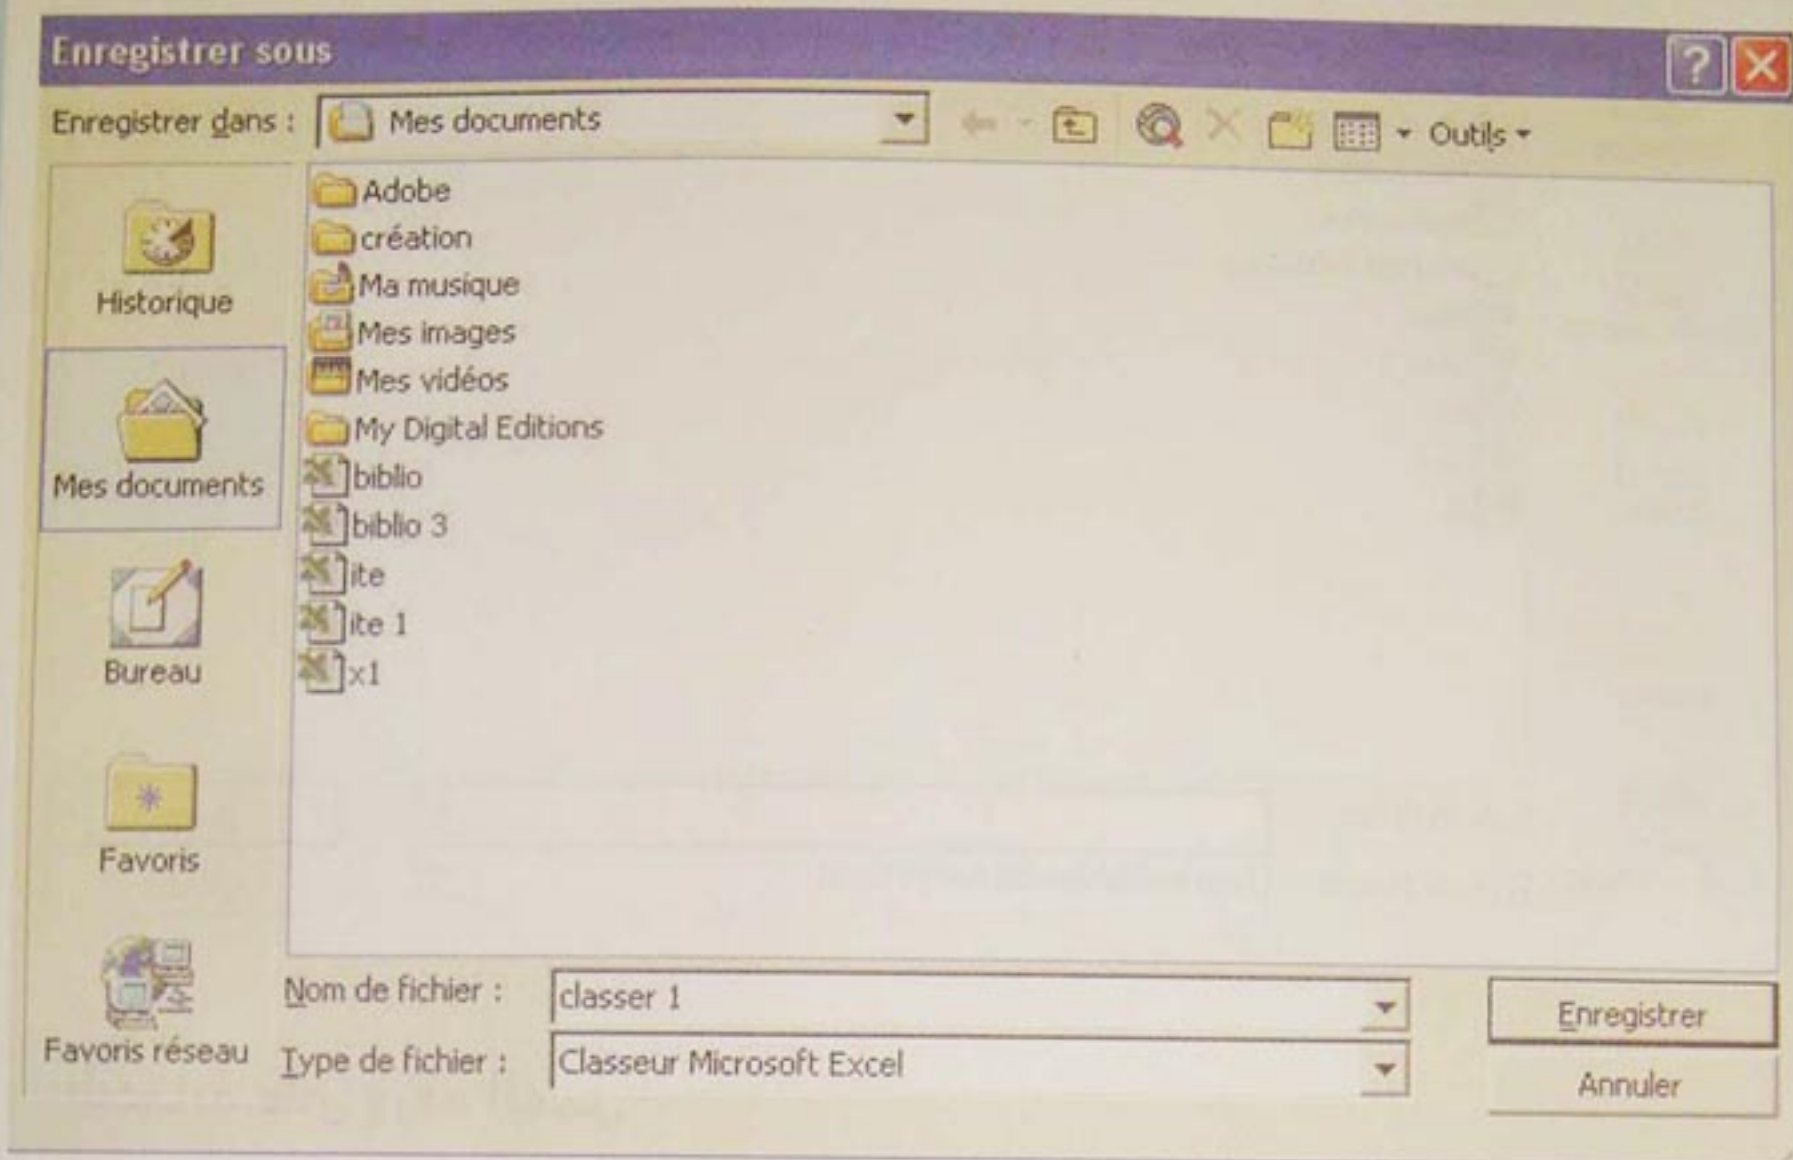 Enregistrer sous
Enregistrer dans : Mes documents Outils
Historique
Mes documents
Bureau
Favoris
Favoris réseau
Adobe
création
Ma musique
Mes images
Mes vidéos
My Digital Editions
biblio
biblio 3
ite
ite 1
x1
Nom de fichier : classer 1 Enregistrer
Type de fichier : Classeur Microsoft Excel Annuler